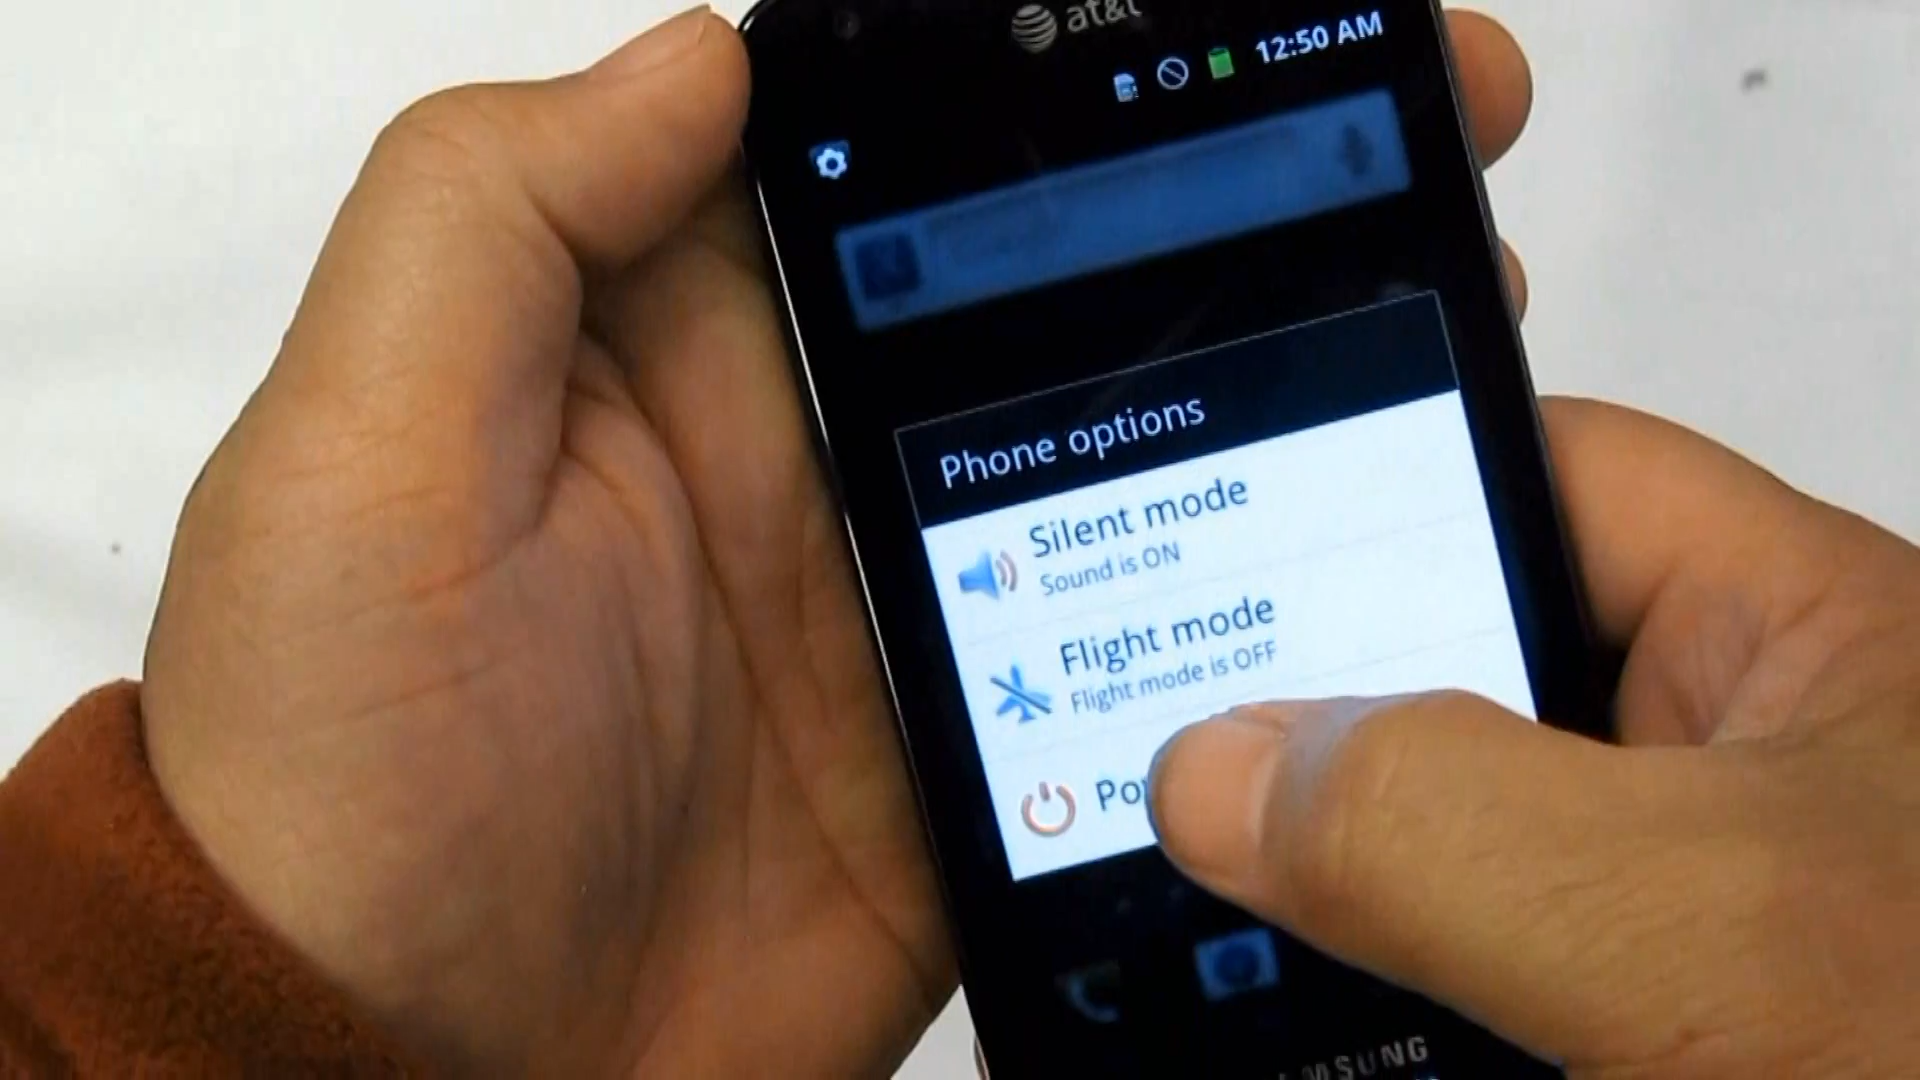 at&t
12:50 AM
Phone options
Silent mode
Sound is ON
Flight mode
Flight mode is OFF
Po
SAMSUNG